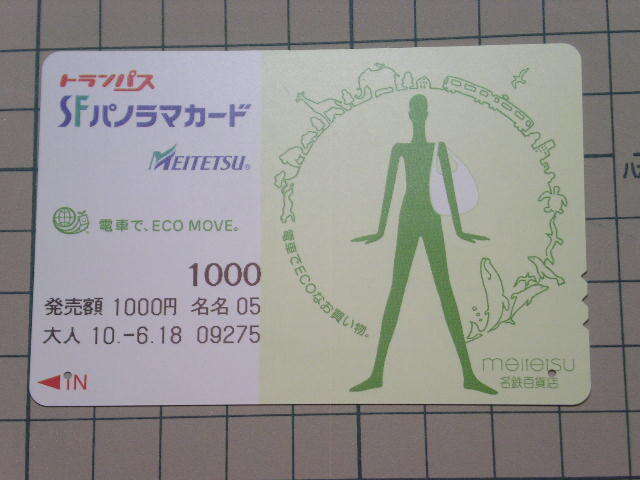 トランパス
SFパノラマカード
MEITETSU®
電車で、ECO MOVE。
1000
発売額 1000円 名名 05
大人 10.-6.18 09275
◀IN
電車でECOなお買い物。
meitetsu
名鉄百貨店